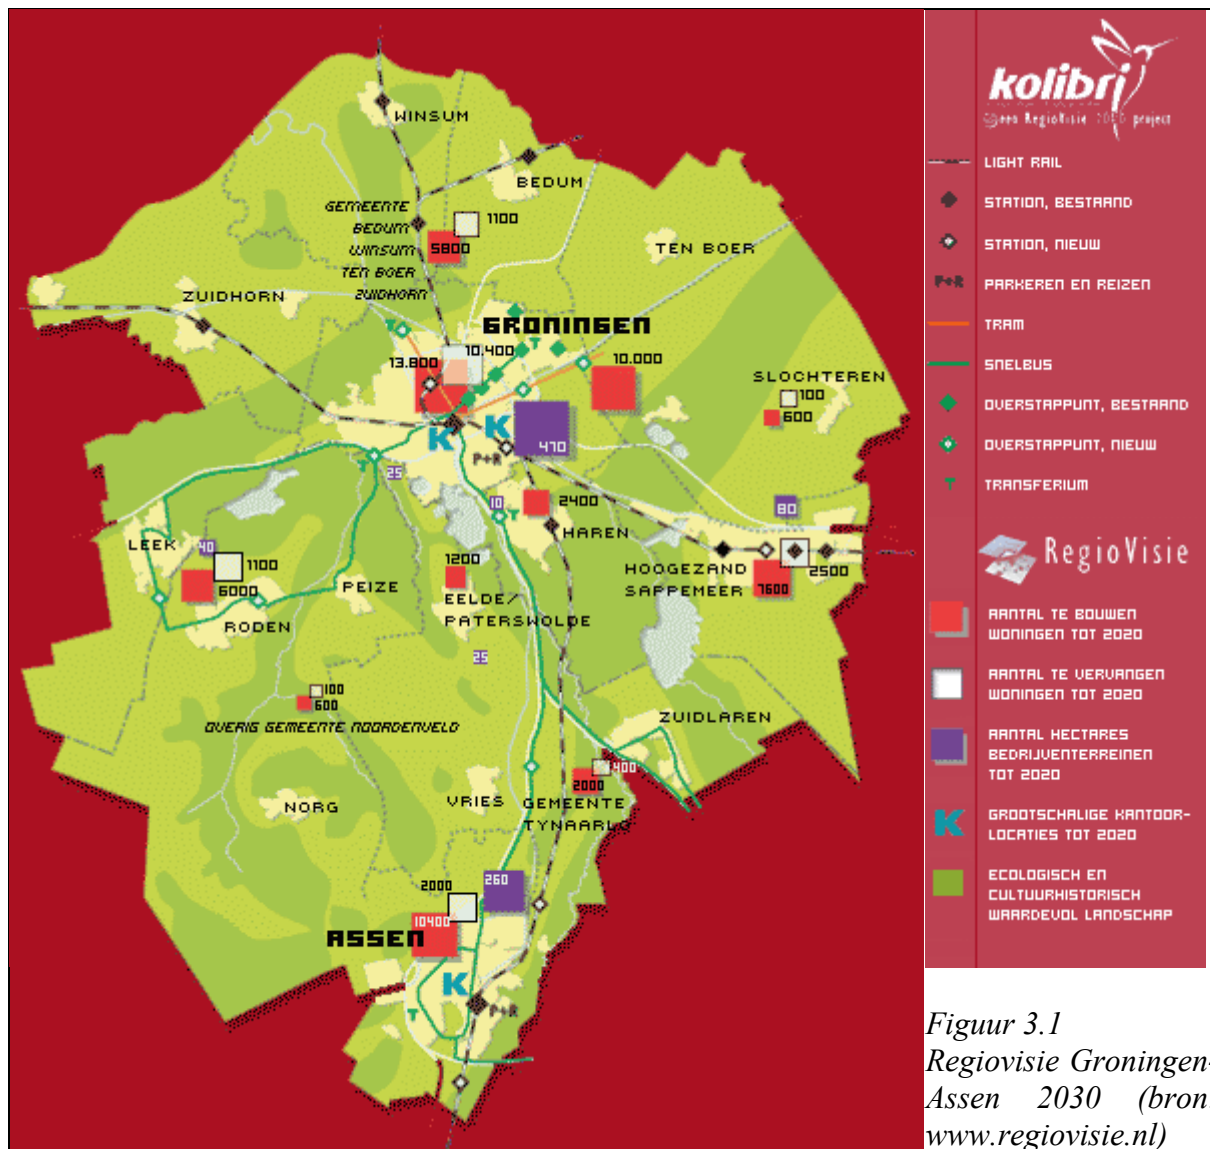 WINSUM
BEDUM
GEMEENTE
BEDUM
WINSUM
TEN BOER
ZUIDHORN
1100
5800
TEN BOER
ZUIDHORN
GRONINGEN
T
T
13.800
10.400
10.000
SLOCHTEREN
100
600
K
K
470
P+R
T
25
10
T
2400
HAREN
80
LEEK
40
1100
6000
PEIZE
RODEN
1200
EELDE/
PATERSWOLDE
25
HOOGEZAND
SAPPEMEER
7600
2500
100
600
OVERIG GEMEENTE NOORDENVELD
ZUIDLAREN
400
2000
GEMEENTE
TYNAARLO
NORG
VRIES
2000
260
10400
ASSEN
K
P+R
T
kolibri
een RegioVisie 2030 project
LIGHT RAIL
STATION, BESTAAND
STATION, NIEUW
P+R PARKEREN EN REIZEN
TRAM
SNELBUS
OVERSTAPPUNT, BESTAAND
OVERSTAPPUNT, NIEUW
T TRANSFERIUM
RegioVisie
AANTAL TE BOUWEN
WONINGEN TOT 2020
AANTAL TE VERVANGEN
WONINGEN TOT 2020
AANTAL HECTARES
BEDRIJVENTERREINEN
TOT 2020
K GROOTSCHALIGE KANTOOR-
LOCATIES TOT 2020
ECOLOGISCH EN
CULTUURHISTORISCH
WAARDEVOL LANDSCHAP
Figuur 3.1
Regiovisie Groningen-
Assen 2030 (bron:
www.regiovisie.nl)